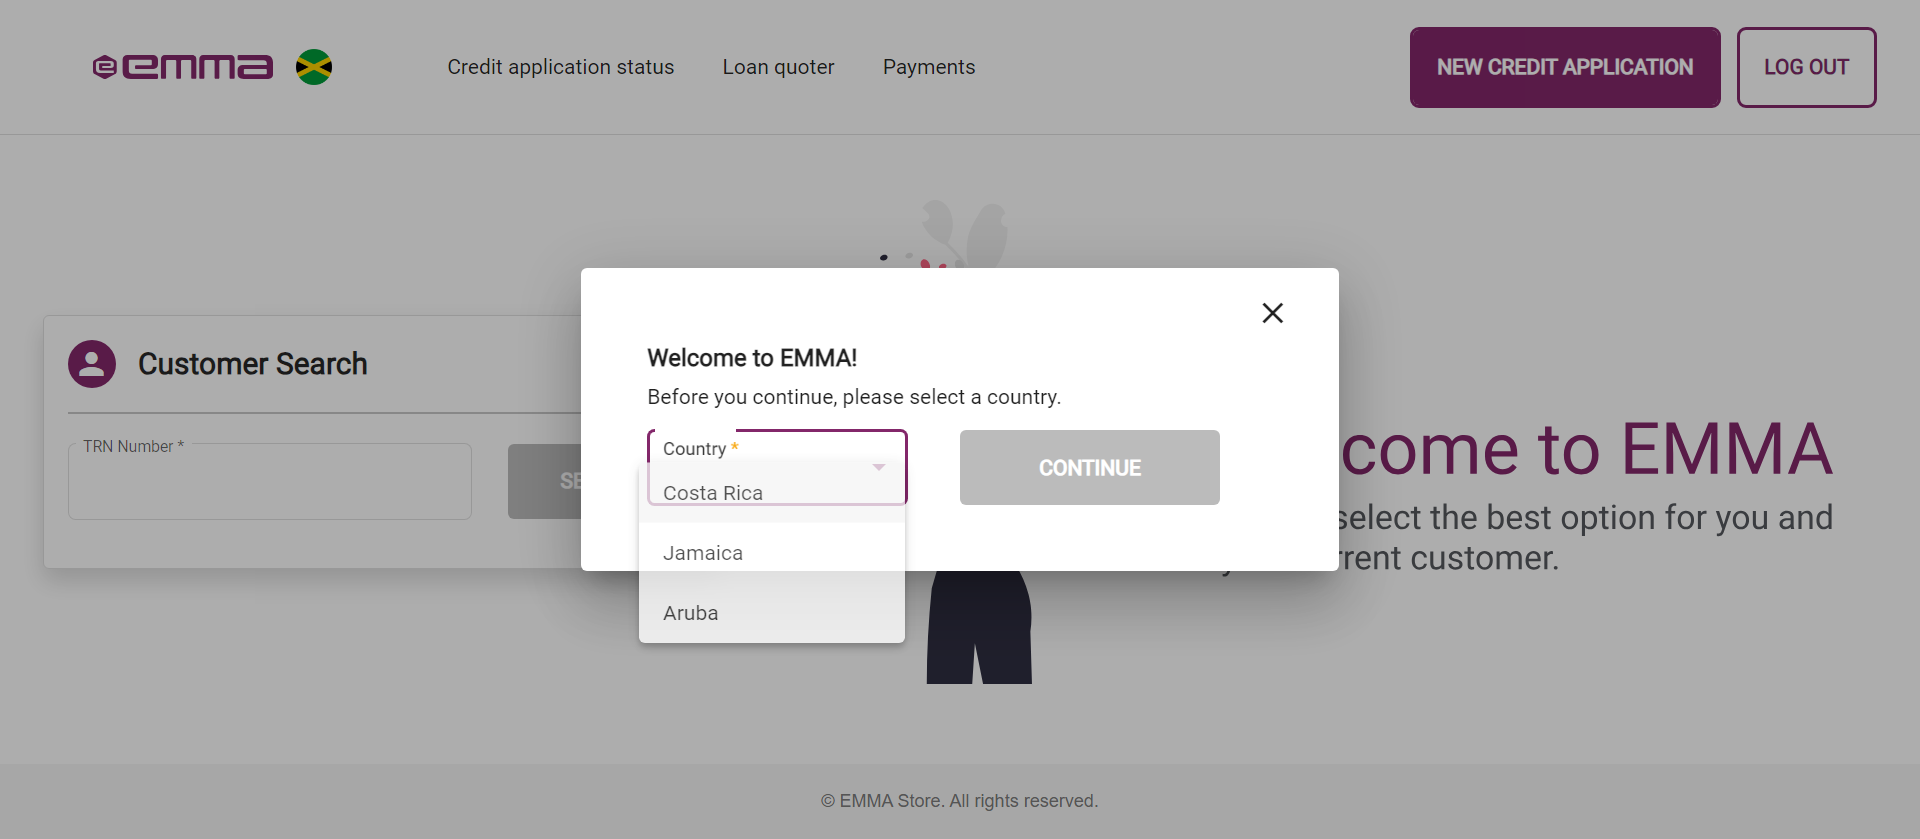 emma
Credit application status
Loan quoter
Payments
NEW CREDIT APPLICATION
LOG OUT
Customer Search
TRN Number *
Welcome to EMMA!
Before you continue, please select a country.
Country *
Costa Rica
Jamaica
Aruba
CONTINUE
come to EMMA
select the best option for you and
rent customer.
© EMMA Store. All rights reserved.